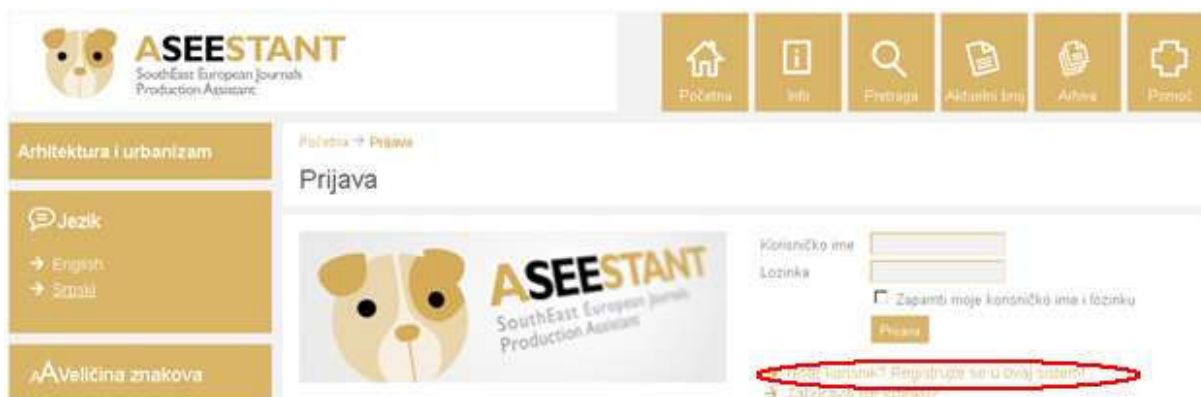 ASEESTANT
SouthEast European Journals
Production Assistant
Početna
Info
Pretraga
Aktuelni broj
Arhiva
Pomoć
Arhitektura i urbanizam
Početna → Prijava
Prijava
Jezik
→ English
→ Srpski
AAVeličina znakova
ASEESTANT
SouthEast European Journals
Production Assistant
Korisničko ime
Lozinka
Zapamti moje korisničko ime i lozinku
Prijava
korisnik? Registrujte se u ovaj sistem!